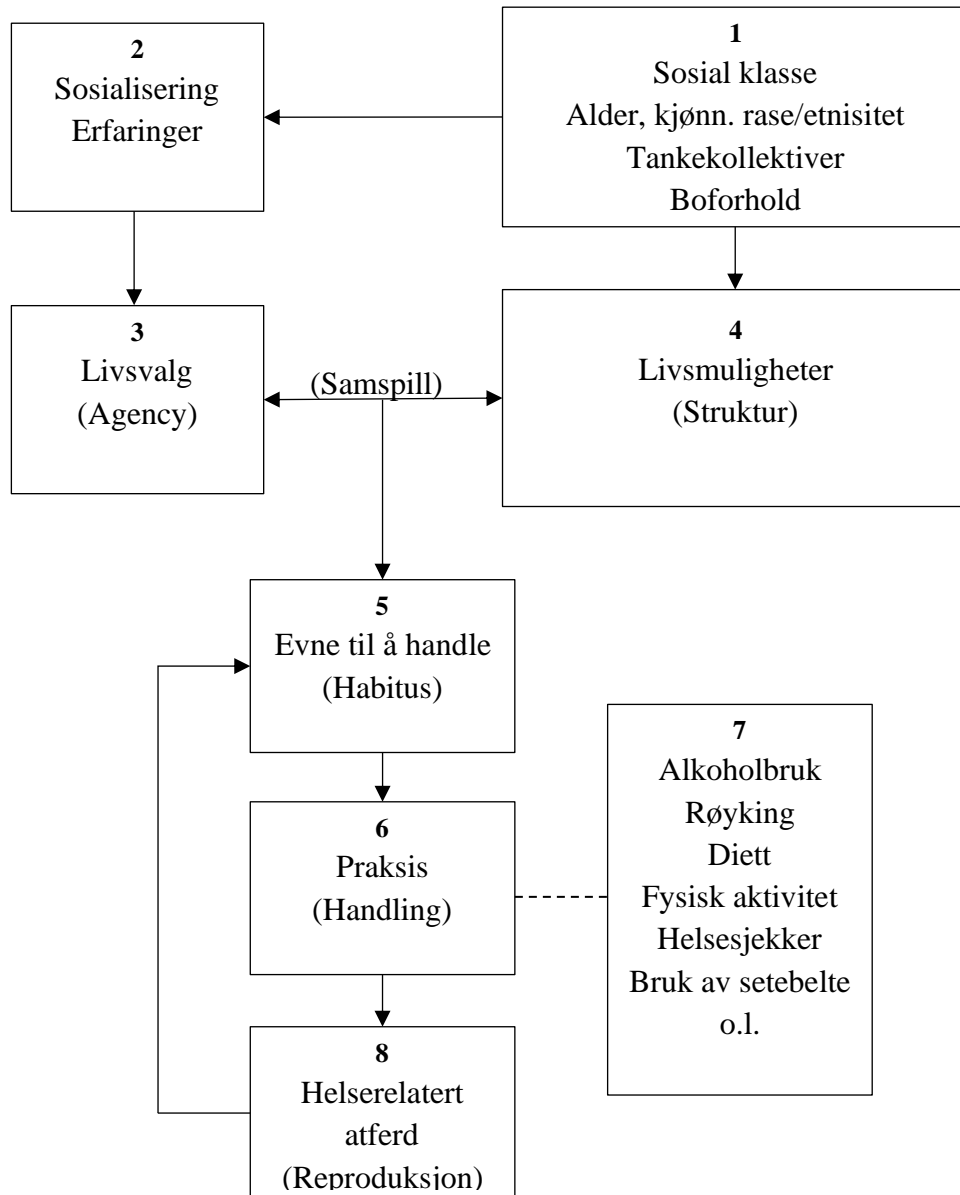 1
Sosial klasse
Alder, kjønn. rase/etnisitet
Tankekollektiver
Boforhold
2
Sosialisering
Erfaringer
3
Livsvalg
(Agency)
(Samspill)
4
Livsmuligheter
(Struktur)
5
Evne til å handle
(Habitus)
6
Praksis
(Handling)
7
Alkoholbruk
Røyking
Diett
Fysisk aktivitet
Helsesjekker
Bruk av setebelte
o.l.
8
Helserelatert
atferd
(Reproduksjon)